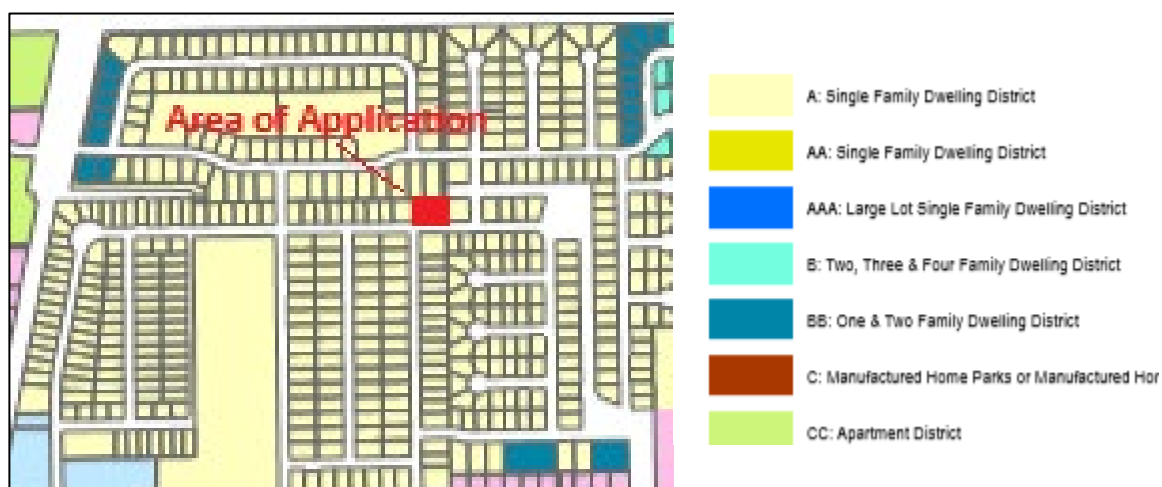 Area of Application
A: Single Family Dwelling District
AA: Single Family Dwelling District
AAA: Large Lot Single Family Dwelling District
B: Two, Three & Four Family Dwelling District
BB: One & Two Family Dwelling District
C: Manufactured Home Parks or Manufactured Hor
CC: Apartment District